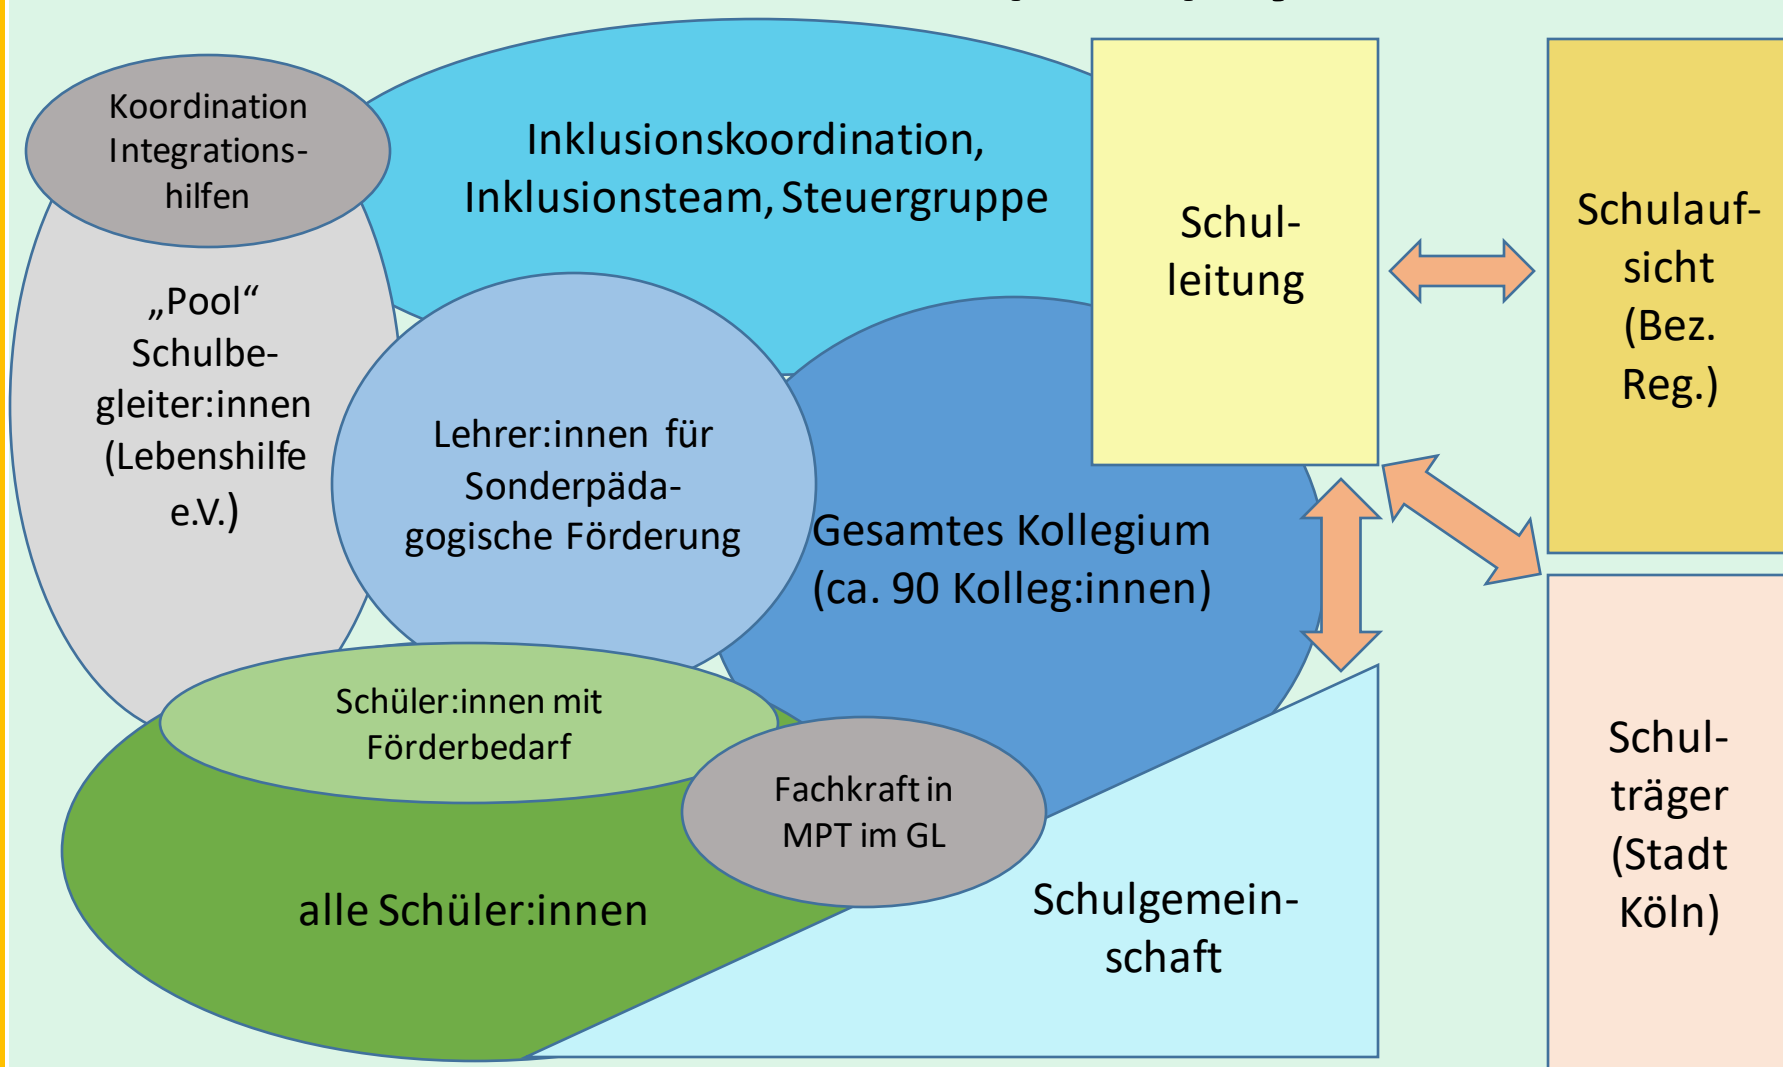 Koordination
Integrations-
hilfen
Inklusionskoordination,
Inklusionsteam, Steuergruppe
Schul-
leitung
Schulauf-
sicht
(Bez.
Reg.)
„Pool“
Schulbe-
gleiter:innen
(Lebenshilfe
e.V.)
Lehrer:innen für
Sonderpäda-
gogische Förderung
Gesamtes Kollegium
(ca. 90 Kolleg:innen)
Schüler:innen mit
Förderbedarf
Fachkraft in
MPT im GL
alle Schüler:innen
Schulgemein-
schaft
Schul-
träger
(Stadt
Köln)